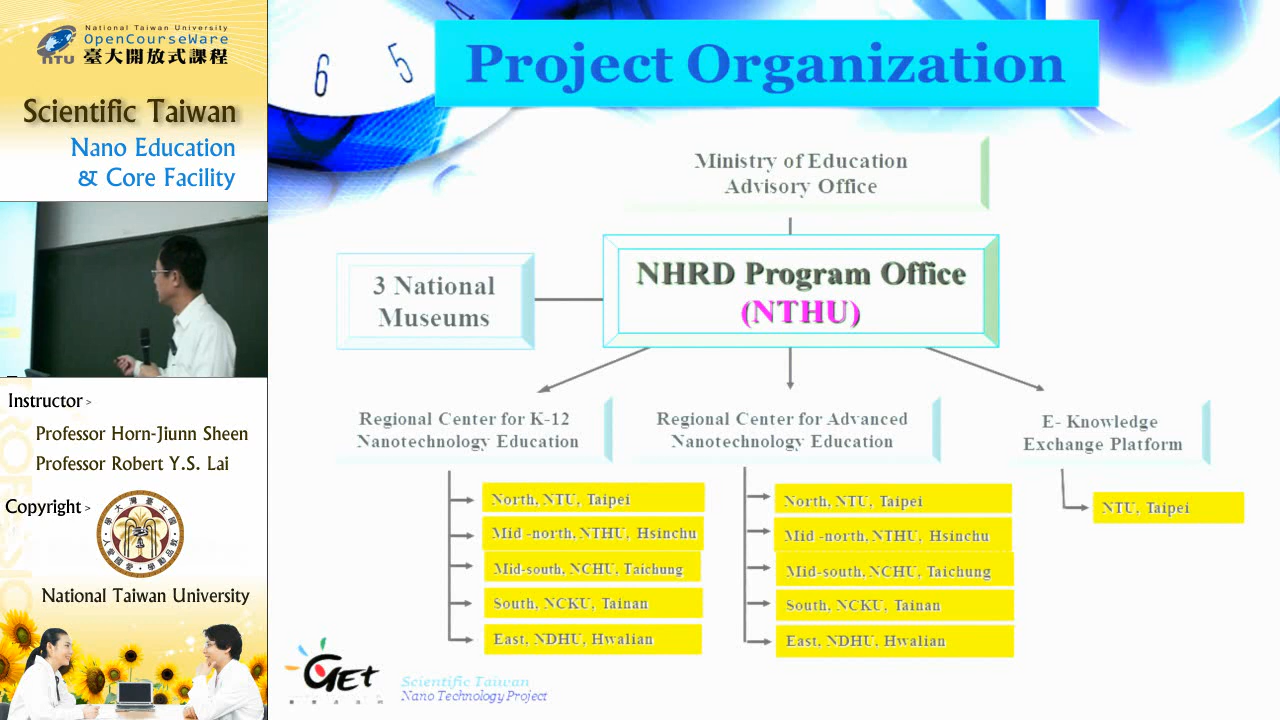 National Taiwan University
OpenCourseWare
NTU 臺大開放式課程
Scientific Taiwan
Nano Education
& Core Facility
Instructor >
Professor Horn-Jiunn Sheen
Professor Robert Y.S. Lai
Copyright >
National Taiwan University
6 5
Project Organization
Ministry of Education
Advisory Office
3 National
Museums
NHRD Program Office
(NTHU)
Regional Center for K-12
Nanotechnology Education
North, NTU, Taipei
Mid -north, NTHU, Hsinchu
Mid-south, NCHU, Taichung
South, NCKU, Tainan
East, NDHU, Hwalian
Regional Center for Advanced
Nanotechnology Education
North, NTU, Taipei
Mid -north, NTHU, Hsinchu
Mid-south, NCHU, Taichung
South, NCKU, Tainan
East, NDHU. Hwalian
E- Knowledge
Exchange Platform
NTU, Taipei
GET
Scientific Taiwan
Nano Technology Project